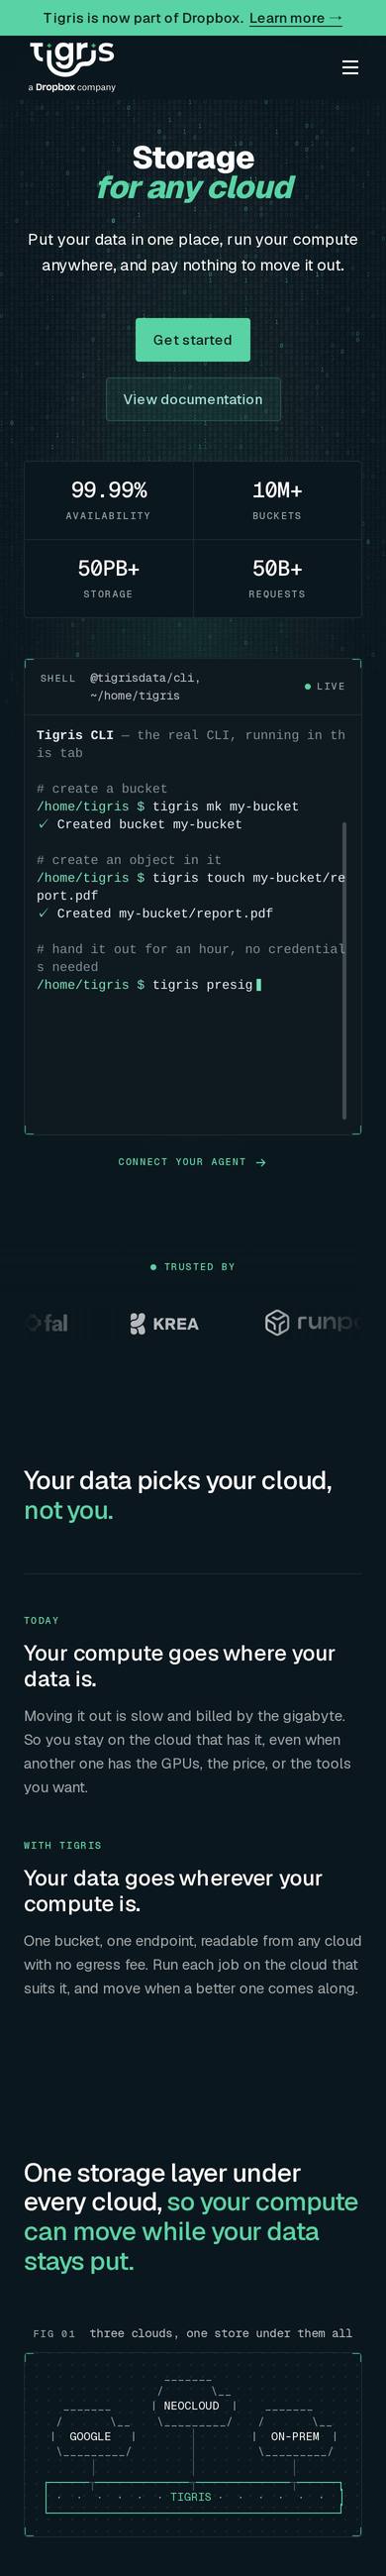 Tigris is now part of Dropbox. Learn more →
Tigris
a Dropbox company
Storage
for any cloud
Put your data in one place, run your compute
anywhere, and pay nothing to move it out.
Get started
View documentation
99.99%
AVAILABILITY
10M+
BUCKETS
50PB+
STORAGE
50B+
REQUESTS
SHELL @tigrisdata/cli,
~/home/tigris
LIVE
Tigris CLI — the real CLI, running in th
is tab
# create a bucket
/home/tigris $ tigris mk my-bucket
✓ Created bucket my-bucket
# create an object in it
/home/tigris $ tigris touch my-bucket/re
port.pdf
✓ Created my-bucket/report.pdf
# hand it out for an hour, no credential
s needed
/home/tigris $ tigris presig
CONNECT YOUR AGENT →
TRUSTED BY
fal
KREA
runpo
Your data picks your cloud,
not you.
TODAY
Your compute goes where your
data is.
Moving it out is slow and billed by the gigabyte.
So you stay on the cloud that has it, even when
another one has the GPUs, the price, or the tools
you want.
WITH TIGRIS
Your data goes wherever your
compute is.
One bucket, one endpoint, readable from any cloud
with no egress fee. Run each job on the cloud that
suits it, and move when a better one comes along.
One storage layer under
every cloud, so your compute
can move while your data
stays put.
FIG 01 three clouds, one store under them all
NEOCLOUD
GOOGLE
ON-PREM
TIGRIS